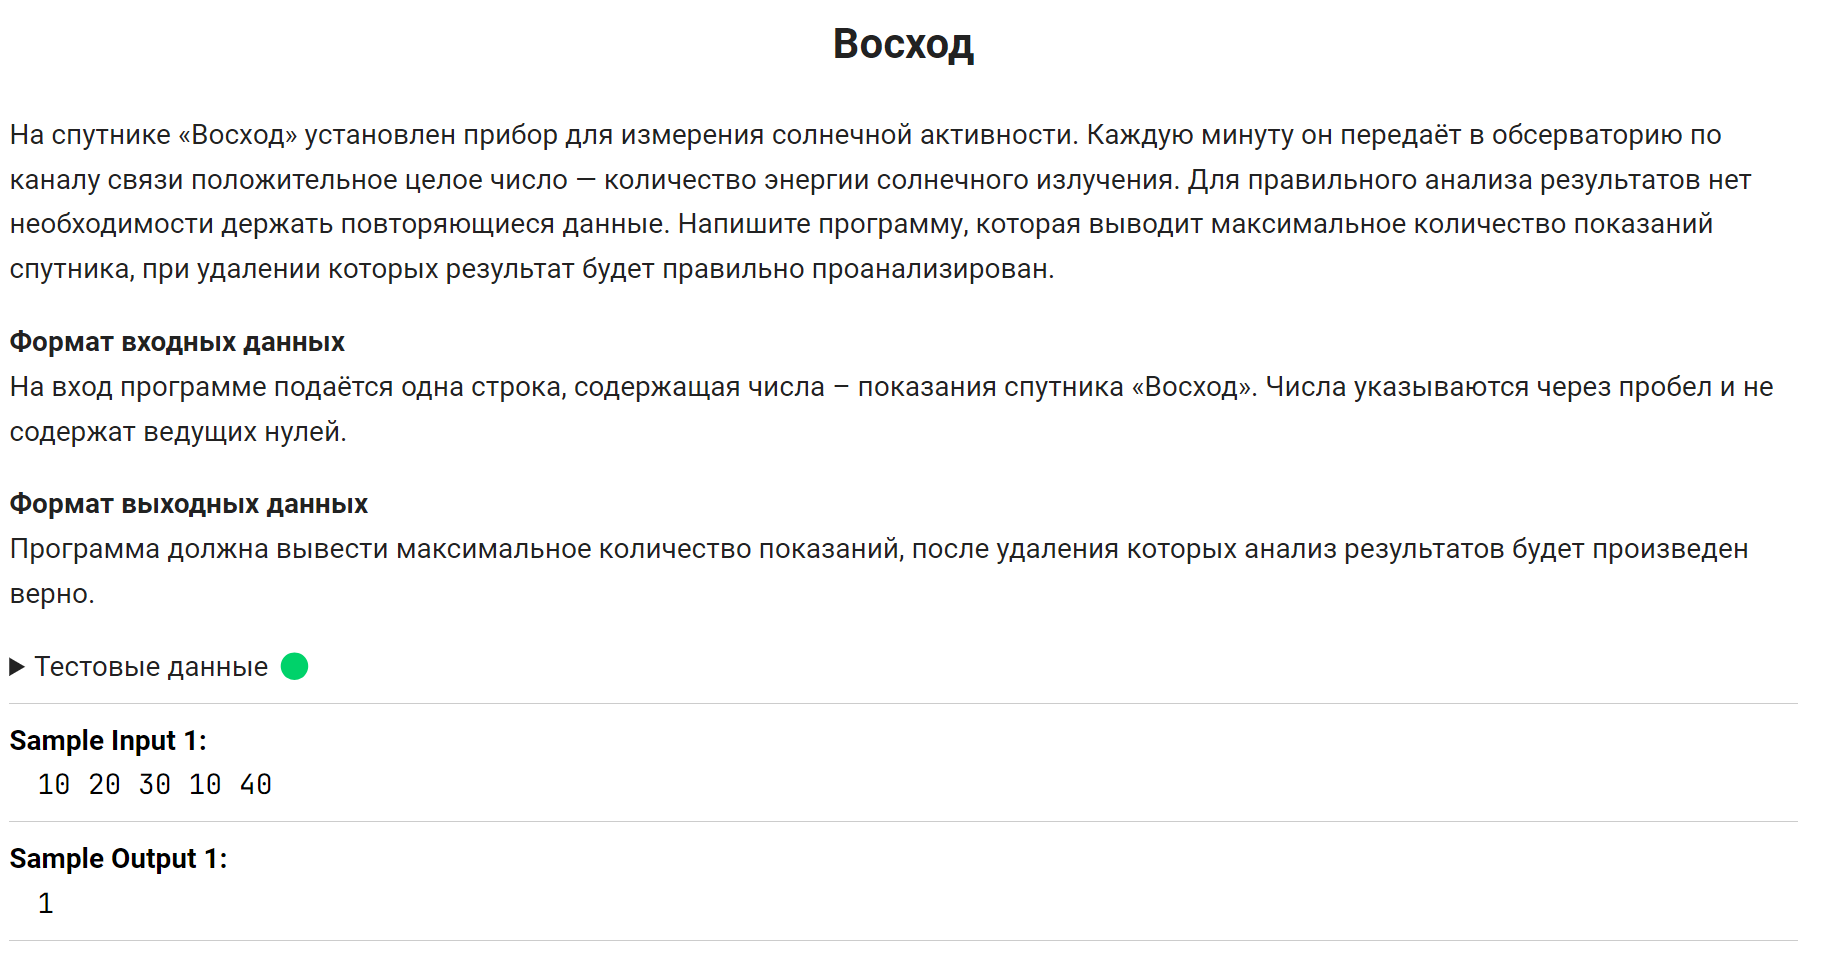 Восход
На спутнике «Восход» установлен прибор для измерения солнечной активности. Каждую минуту он передаёт в обсерваторию по
каналу связи положительное целое число — количество энергии солнечного излучения. Для правильного анализа результатов нет
необходимости держать повторяющиеся данные. Напишите программу, которая выводит максимальное количество показаний
спутника, при удалении которых результат будет правильно проанализирован.
Формат входных данных
На вход программе подаётся одна строка, содержащая числа – показания спутника «Восход». Числа указываются через пробел и не
содержат ведущих нулей.
Формат выходных данных
Программа должна вывести максимальное количество показаний, после удаления которых анализ результатов будет произведен
верно.
Тестовые данные
Sample Input 1:
10 20 30 10 40
Sample Output 1:
1